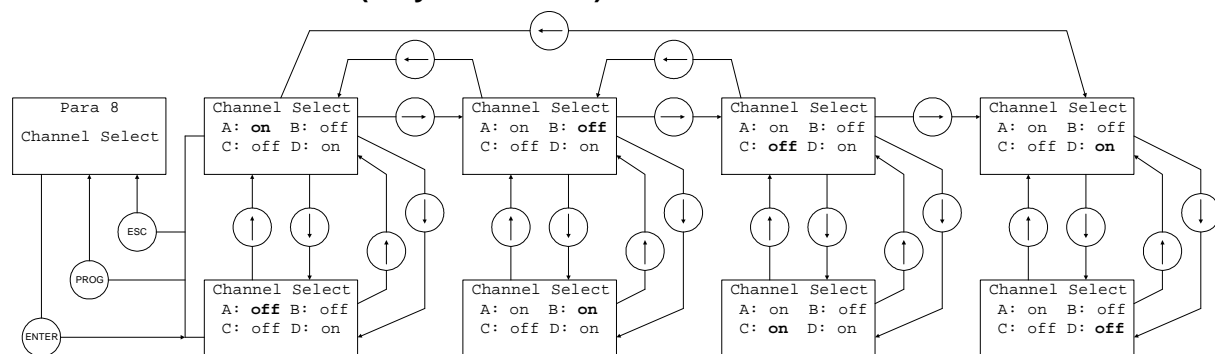 Para 8
Channel Select
Channel Select
A: on B: off
C: off D: on
Channel Select
A: on B: off
C: off D: on
Channel Select
A: on B: off
C: off D: on
Channel Select
A: on B: off
C: off D: on
ESC
PROG
ENTER
Channel Select
A: off B: off
C: off D: on
Channel Select
A: on B: on
C: off D: on
Channel Select
A: on B: off
C: on D: on
Channel Select
A: on B: off
C: off D: off